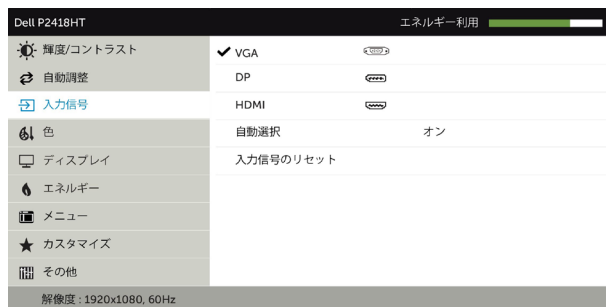 Dell P2418HT エネルギー利用
輝度/コントラスト
自動調整
入力信号
色
ディスプレイ
エネルギー
メニュー
カスタマイズ
その他
VGA
DP
HDMI
自動選択 オン
入力信号のリセット
解像度 : 1920x1080, 60Hz